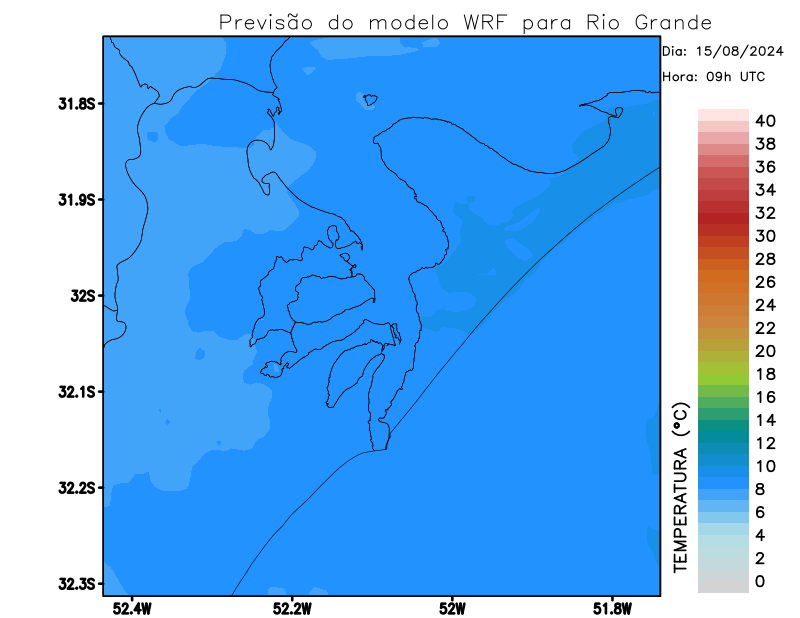 Previsão do modelo WRF para Rio Grande
Dia: 15/08/2024
Hora: 09h UTC
31.8S
31.9S
32S
32.1S
32.2S
32.3S
52.4W
52.2W
52W
51.8W
TEMPERATURA (°C)
40
38
36
34
32
30
28
26
24
22
20
18
16
14
12
10
8
6
4
2
0